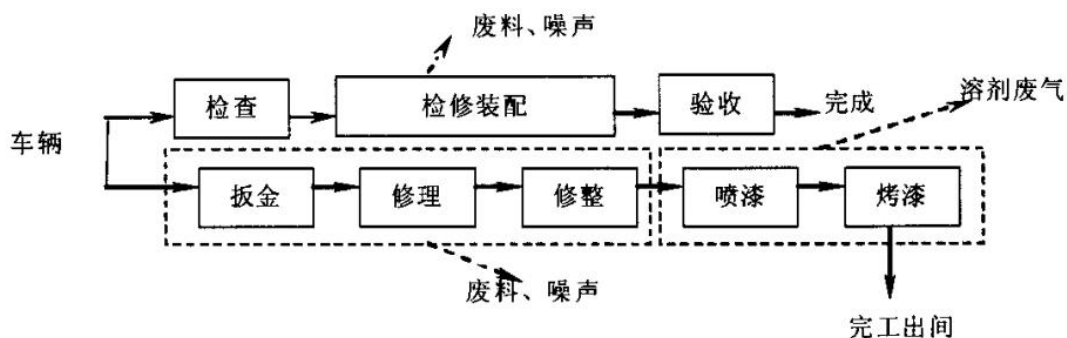 废料、噪声
检查
检修装配
验收
完成
溶剂废气
车辆
扳金
修理
修整
喷漆
烤漆
废料、噪声
完工出间